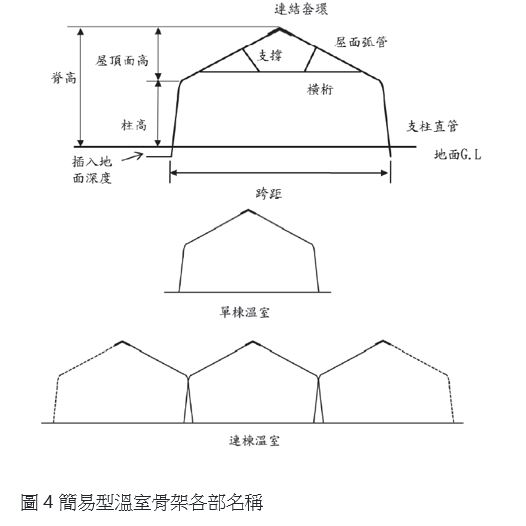 連結套環
屋頂面高
支撐
屋面弧管
脊高
橫桁
柱高
支柱直管
地面G.L
插入地
面深度
跨距
單棟溫室
連棟溫室
圖 4 簡易型溫室骨架各部名稱